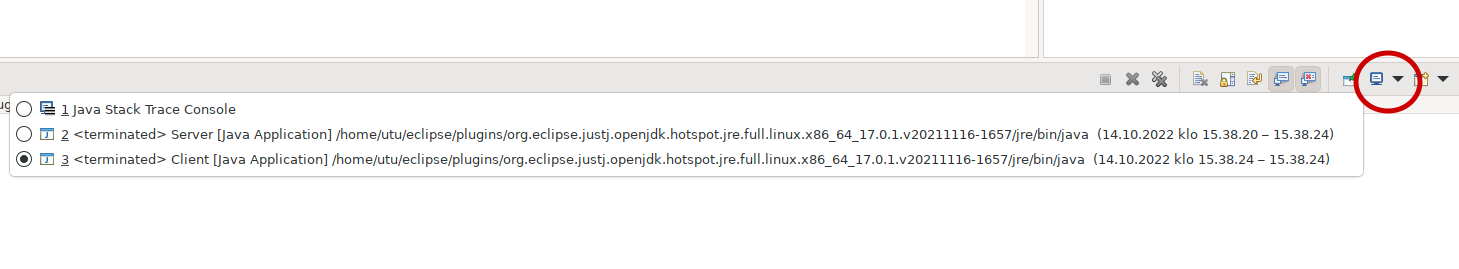 ug
1 Java Stack Trace Console
2 <terminated> Server [Java Application] /home/utu/eclipse/plugins/org.eclipse.justj.openjdk.hotspot.jre.full.linux.x86_64_17.0.1.v20211116-1657/jre/bin/java (14.10.2022 klo 15.38.20 – 15.38.24)
3 <terminated> Client [Java Application] /home/utu/eclipse/plugins/org.eclipse.justj.openjdk.hotspot.jre.full.linux.x86_64_17.0.1.v20211116-1657/jre/bin/java (14.10.2022 klo 15.38.24 – 15.38.24)